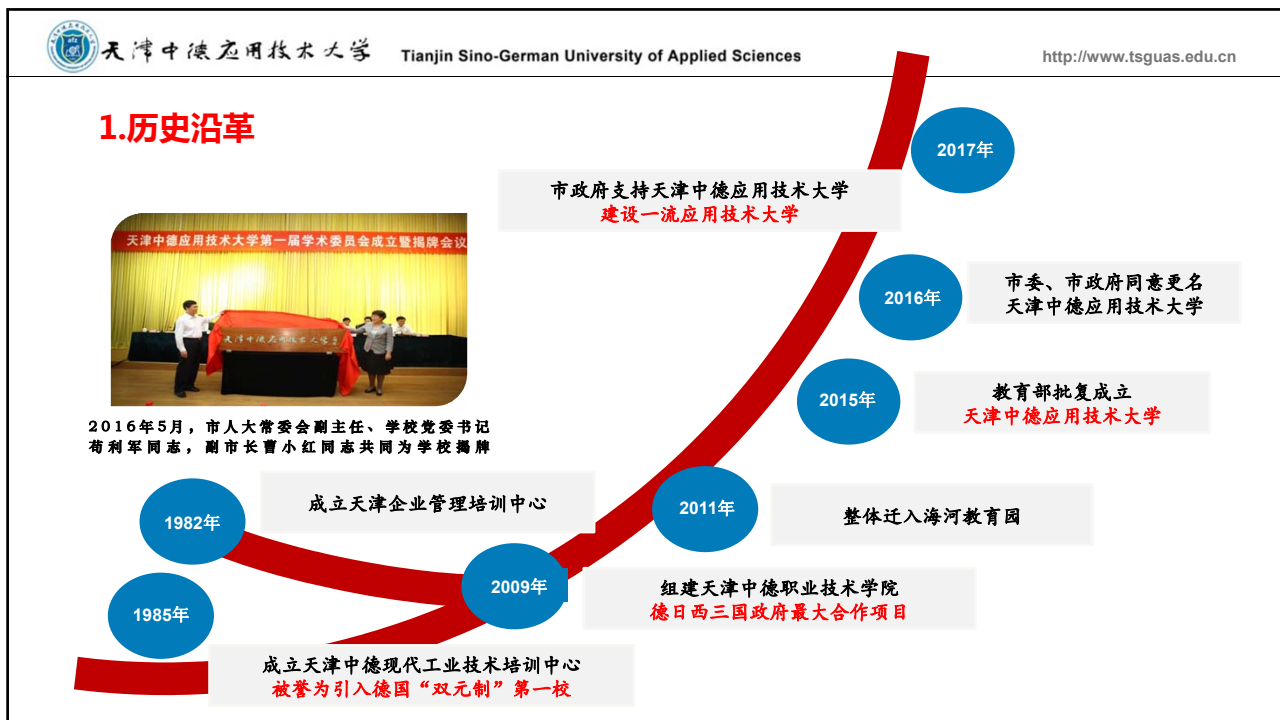 天津中德应用技术大学 Tianjin Sino-German University of Applied Sciences http://www.tsguas.edu.cn
1.历史沿革
2017年
市政府支持天津中德应用技术大学
建设一流应用技术大学
天津中德应用技术大学第一届学术委员会成立暨揭牌会议
天津中德应用技术大学
2016年
市委、市政府同意更名
天津中德应用技术大学
2015年
教育部批复成立
天津中德应用技术大学
2016年5月，市人大常委会副主任、学校党委书记
苟利军同志，副市长曹小红同志共同为学校揭牌
1982年
成立天津企业管理培训中心
2011年
整体迁入海河教育园
2009年
组建天津中德职业技术学院
德日西三国政府最大合作项目
1985年
成立天津中德现代工业技术培训中心
被誉为引入德国“双元制”第一校